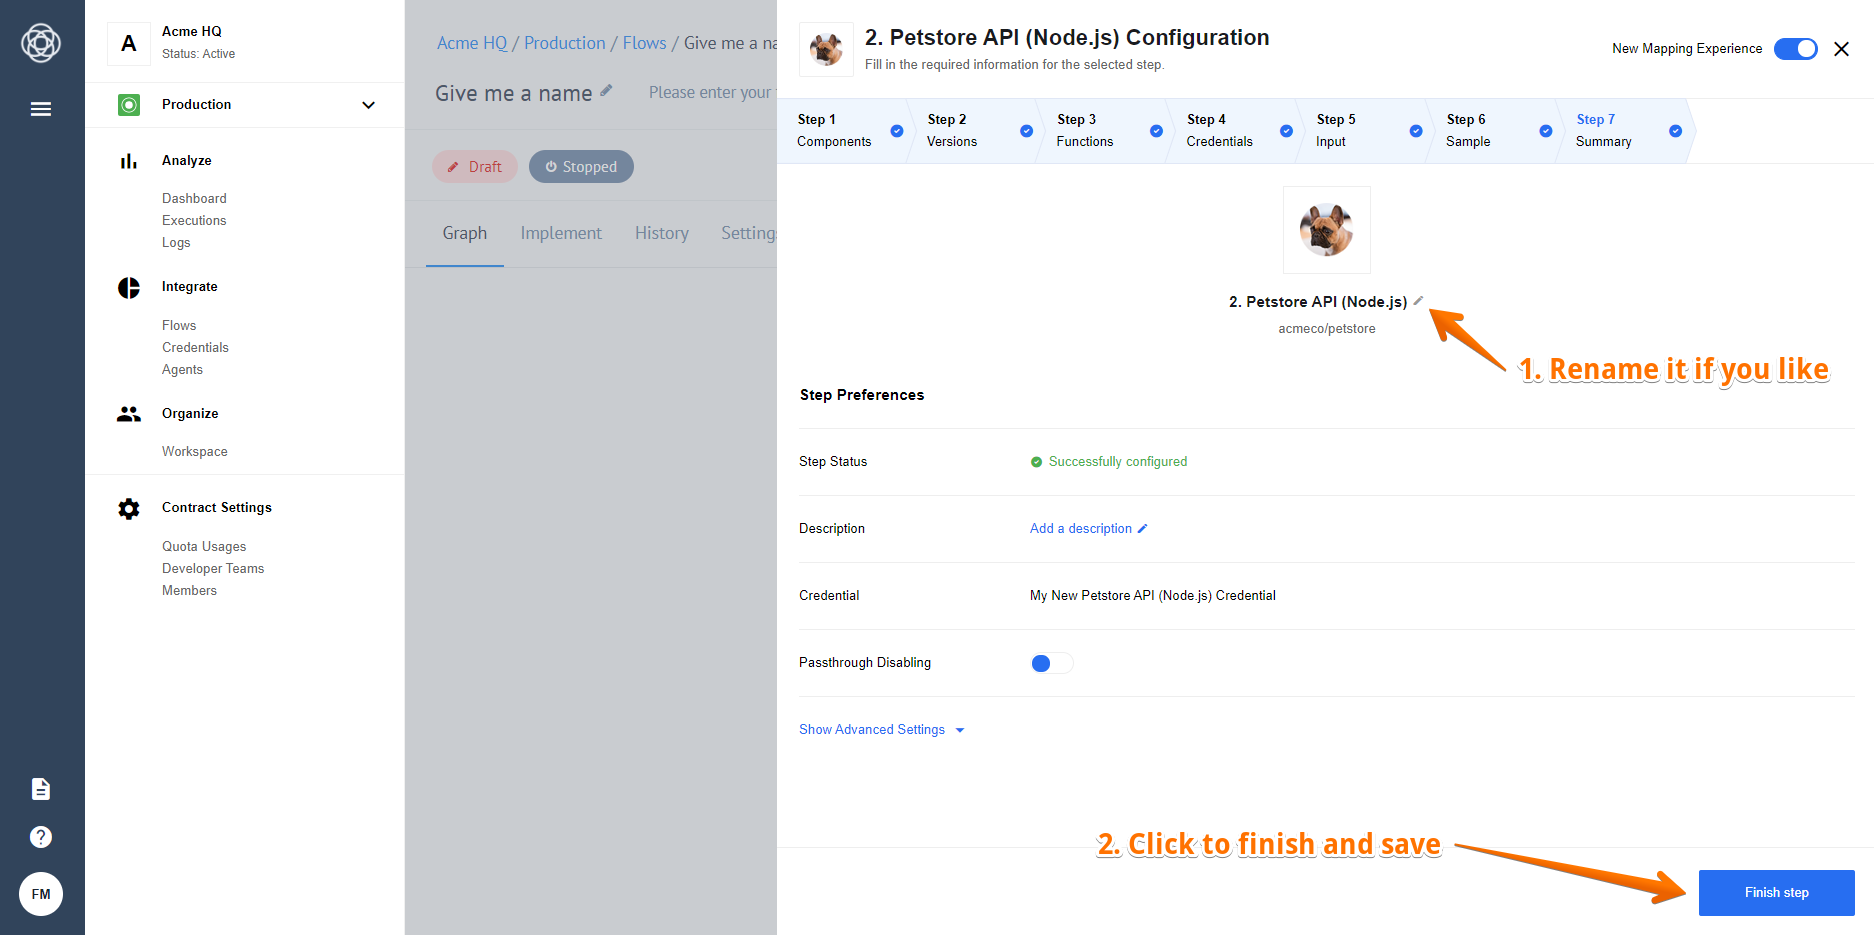 A
Acme HQ
Status: Active
Production
Analyze
Dashboard
Executions
Logs
Integrate
Flows
Credentials
Agents
Organize
Workspace
Contract Settings
Quota Usages
Developer Teams
Members
?
FM
Acme HQ / Production / Flows / Give me a na
Give me a name
Please enter your
Draft
Stopped
Graph
Implement
History
Setting
2. Petstore API (Node.js) Configuration
Fill in the required information for the selected step.
New Mapping Experience
Step 1
Components
Step 2
Versions
Step 3
Functions
Step 4
Credentials
Step 5
Input
Step 6
Sample
Step 7
Summary
2. Petstore API (Node.js)
acmeco/petstore
1. Rename it if you like
Step Preferences
Step Status
Successfully configured
Description
Add a description
Credential
My New Petstore API (Node.js) Credential
Passthrough Disabling
Show Advanced Settings
2. Click to finish and save
Finish step